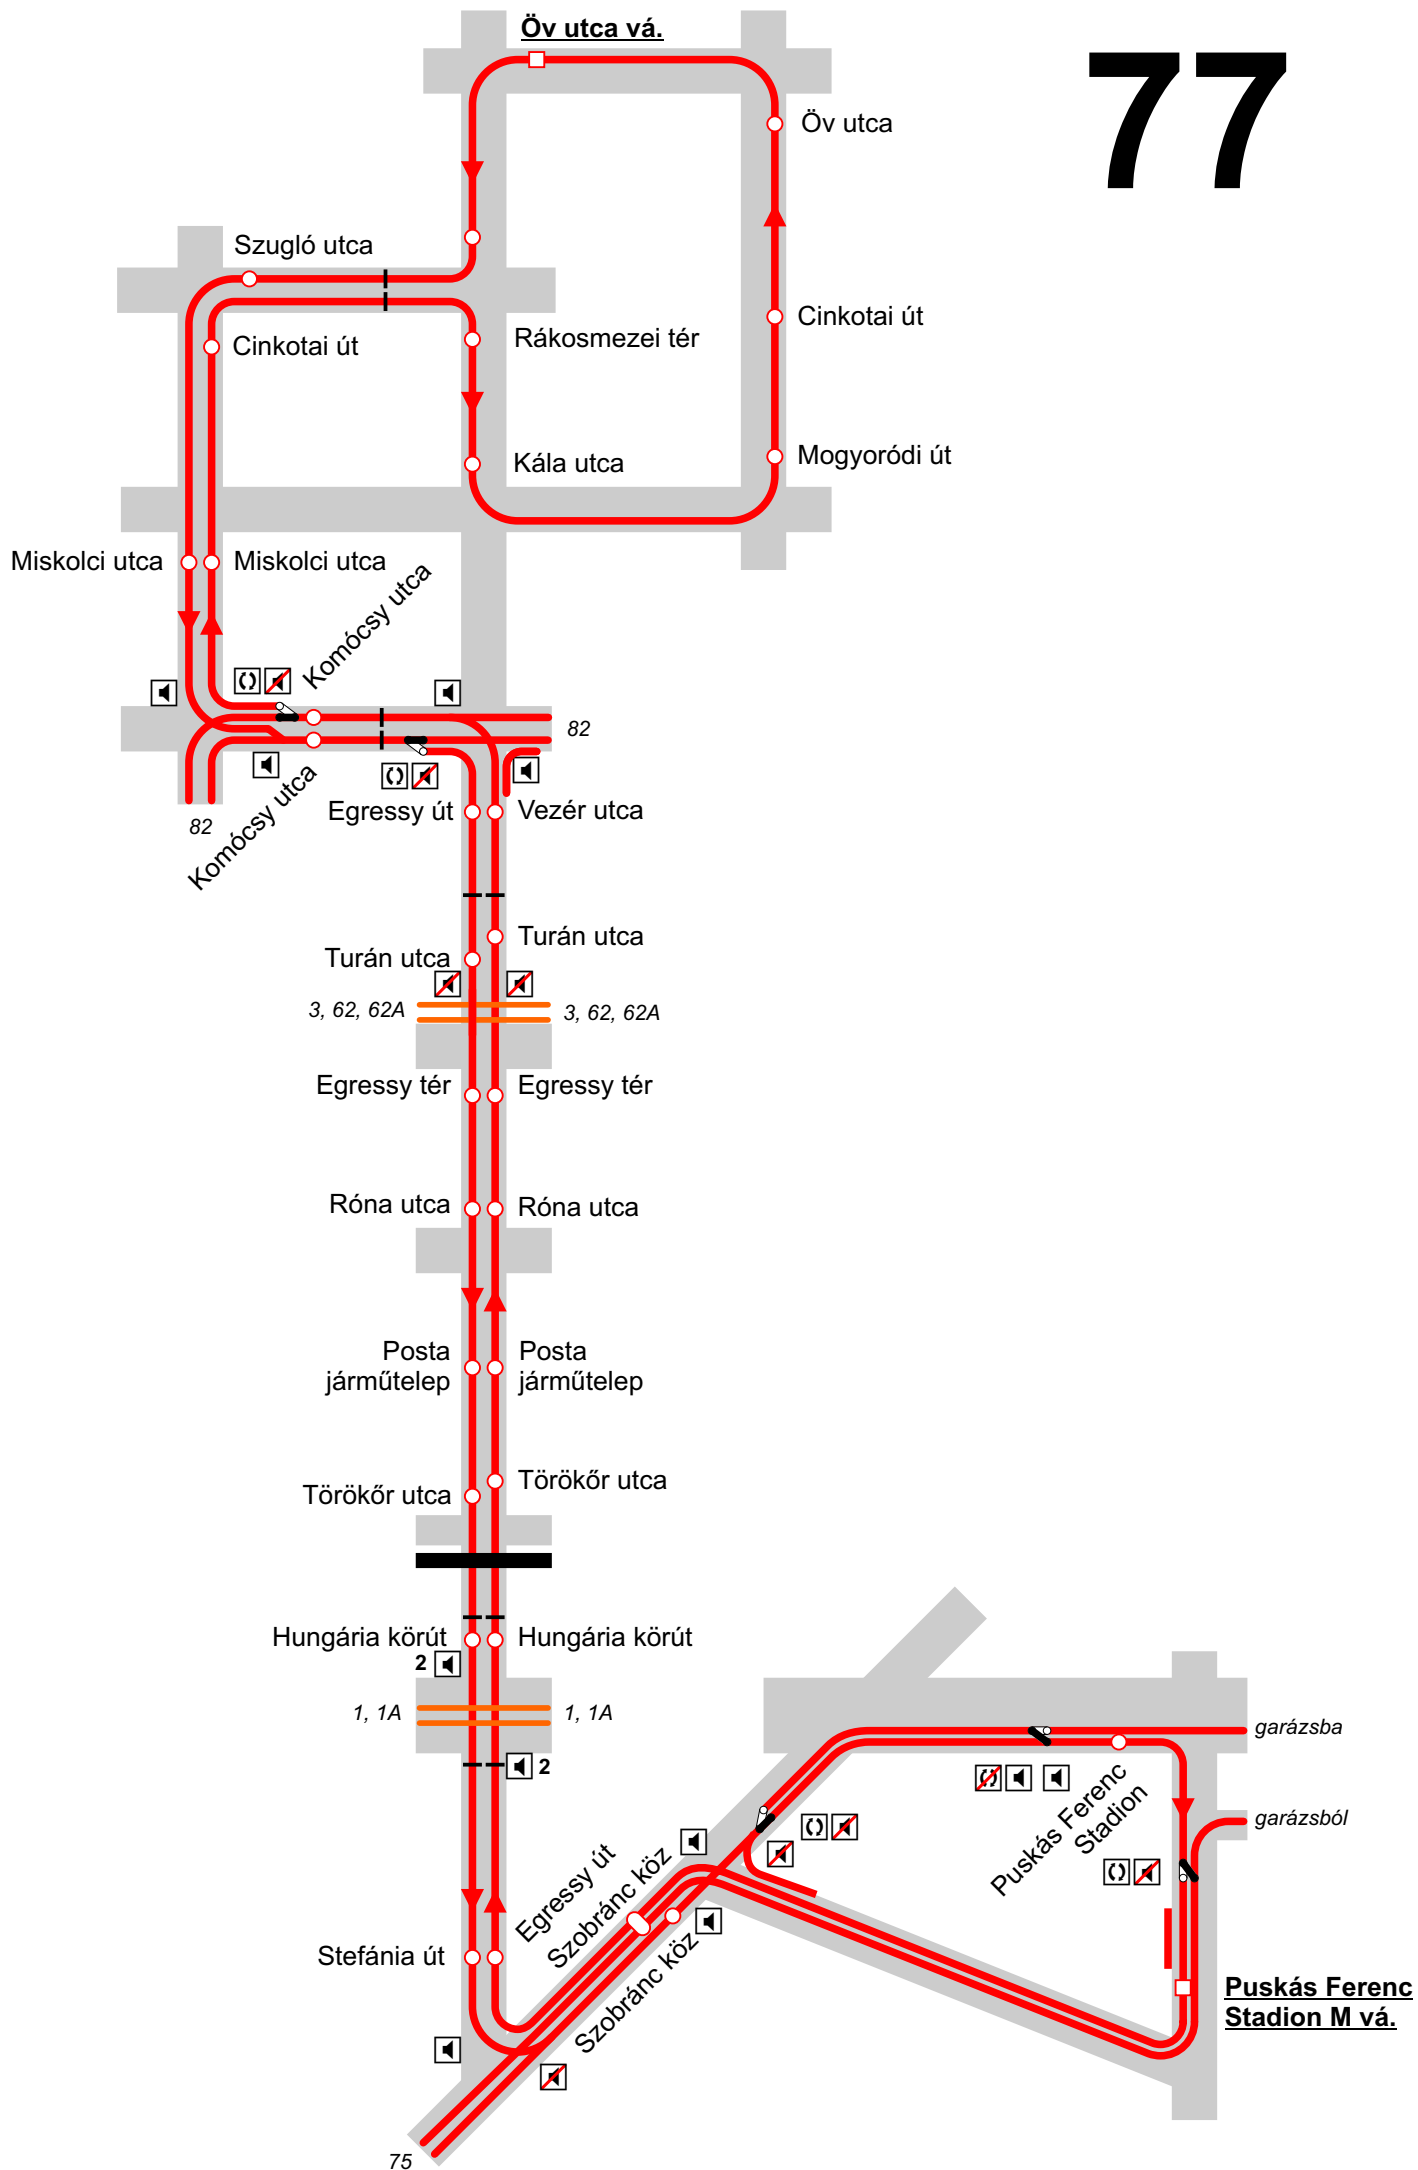 Öv utca vá.
77
Öv utca
Szugló utca
Cinkotai út
Rákosmezei tér
Cinkotai út
Kála utca
Mogyoródi út
Miskolci utca
Miskolci utca
Komócsy utca
82
Komócsy utca
82
Egressy út
Vezér utca
Turán utca
Turán utca
3, 62, 62A
3, 62, 62A
Egressy tér
Egressy tér
Róna utca
Róna utca
Posta
járműtelep
Posta
járműtelep
Törökőr utca
Törökőr utca
Hungária körút
Hungária körút
2
1, 1A
1, 1A
2
garázsba
Puskás Ferenc
Stadion
garázsból
Egressy út
Szobránc köz
Szobránc köz
Stefánia út
Puskás Ferenc
Stadion M vá.
75